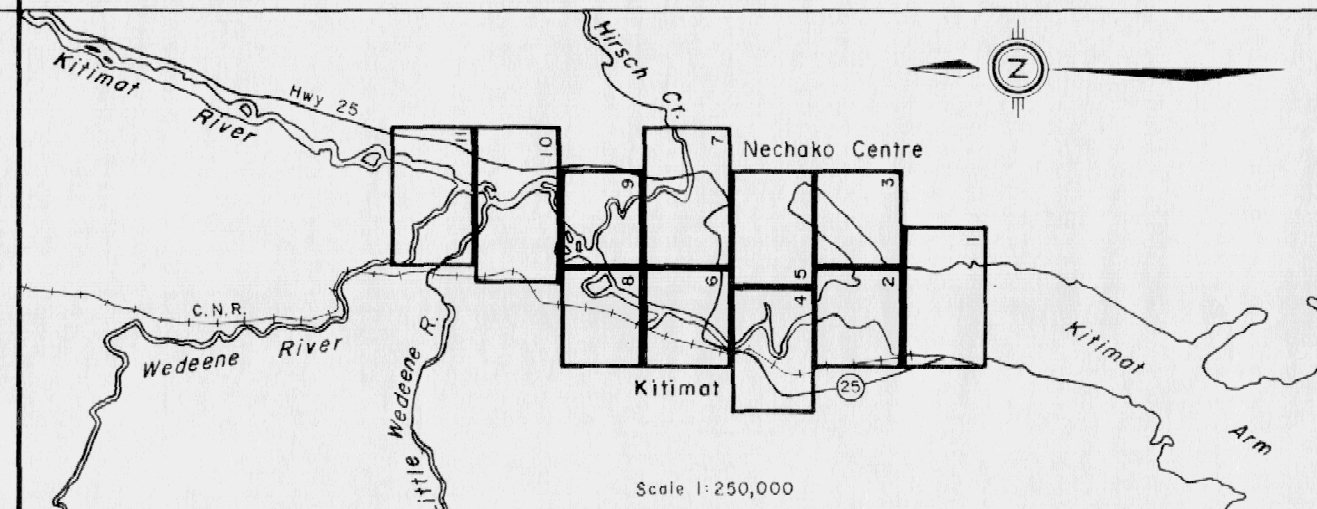 Hirsch Cr.
Kitimat River
Hwy 25
N
11
10
9
7
Nechako Centre
3
1
8
6
5
4
2
C.N.R.
Wedeene River
Little Wedeene R.
Kitimat
25
Kitimat Arm
Scale 1:250,000